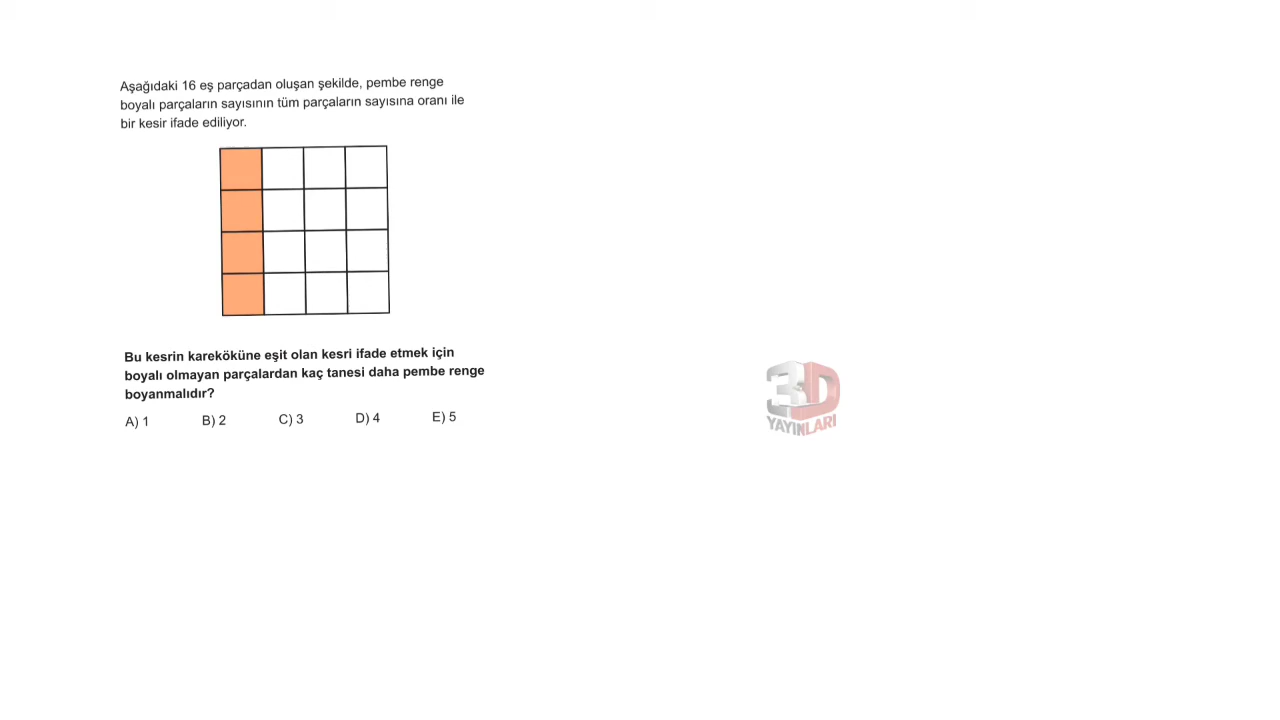 Aşağıdaki 16 eş parçadan oluşan şekilde, pembe renge
boyalı parçaların sayısının tüm parçaların sayısına oranı ile
bir kesir ifade ediliyor.
Bu kesrin kareköküne eşit olan kesri ifade etmek için
boyalı olmayan parçalardan kaç tanesi daha pembe renge
boyanmalıdır?
A) 1 B) 2 C) 3 D) 4 E) 5
3D
YAYINLARI